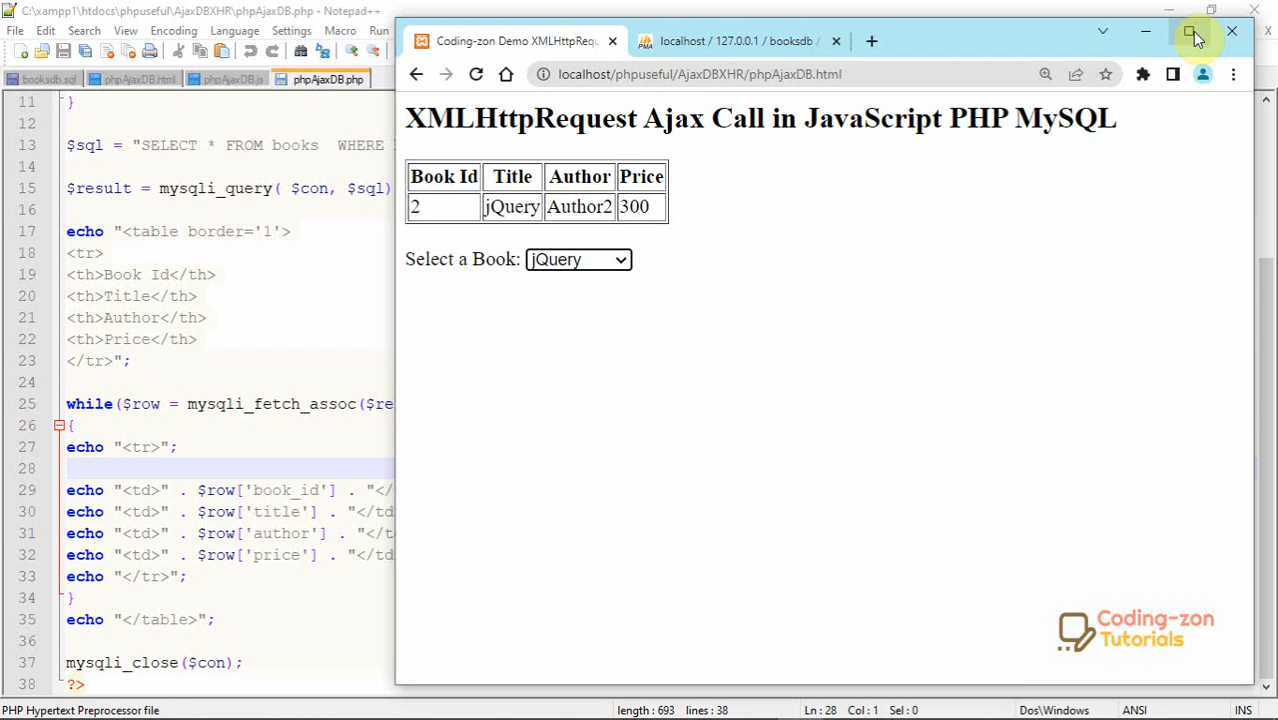 C:\xampp1\htdocs\phpuseful\AjaxDBXHR\phpAjaxDB.php - Notepad++
File Edit Search View Encoding Language Settings Macro Run
booksdb.sql phpAjaxDB.html phpAjaxDB.js phpAjaxDB.php
11 }
12
13 $sql = "SELECT * FROM books WHERE
14
15 $result = mysqli_query( $con, $sql)
16
17 echo "<table border='1'>
18 <tr>
19 <th>Book Id</th>
20 <th>Title</th>
21 <th>Author</th>
22 <th>Price</th>
23 </tr>";
24
25 while($row = mysqli_fetch_assoc($re
26 {
27 echo "<tr>";
28
29 echo "<td>" . $row['book_id'] . "</
30 echo "<td>" . $row['title'] . "</td
31 echo "<td>" . $row['author'] . "</t
32 echo "<td>" . $row['price'] . "</td
33 echo "</tr>";
34 }
35 echo "</table>";
36
37 mysqli_close($con);
38 ?>
Coding-zon Demo XMLHttpRequ
PMA localhost / 127.0.0.1 / booksdb /
localhost/phpuseful/AjaxDBXHR/phpAjaxDB.html
XMLHttpRequest Ajax Call in JavaScript PHP MySQL
Book Id Title Author Price
2 jQuery Author2 300
Select a Book: jQuery
Coding-zon
Tutorials
PHP Hypertext Preprocessor file length : 693 lines : 38 Ln : 28 Col : 1 Sel : 0 Dos\Windows ANSI INS